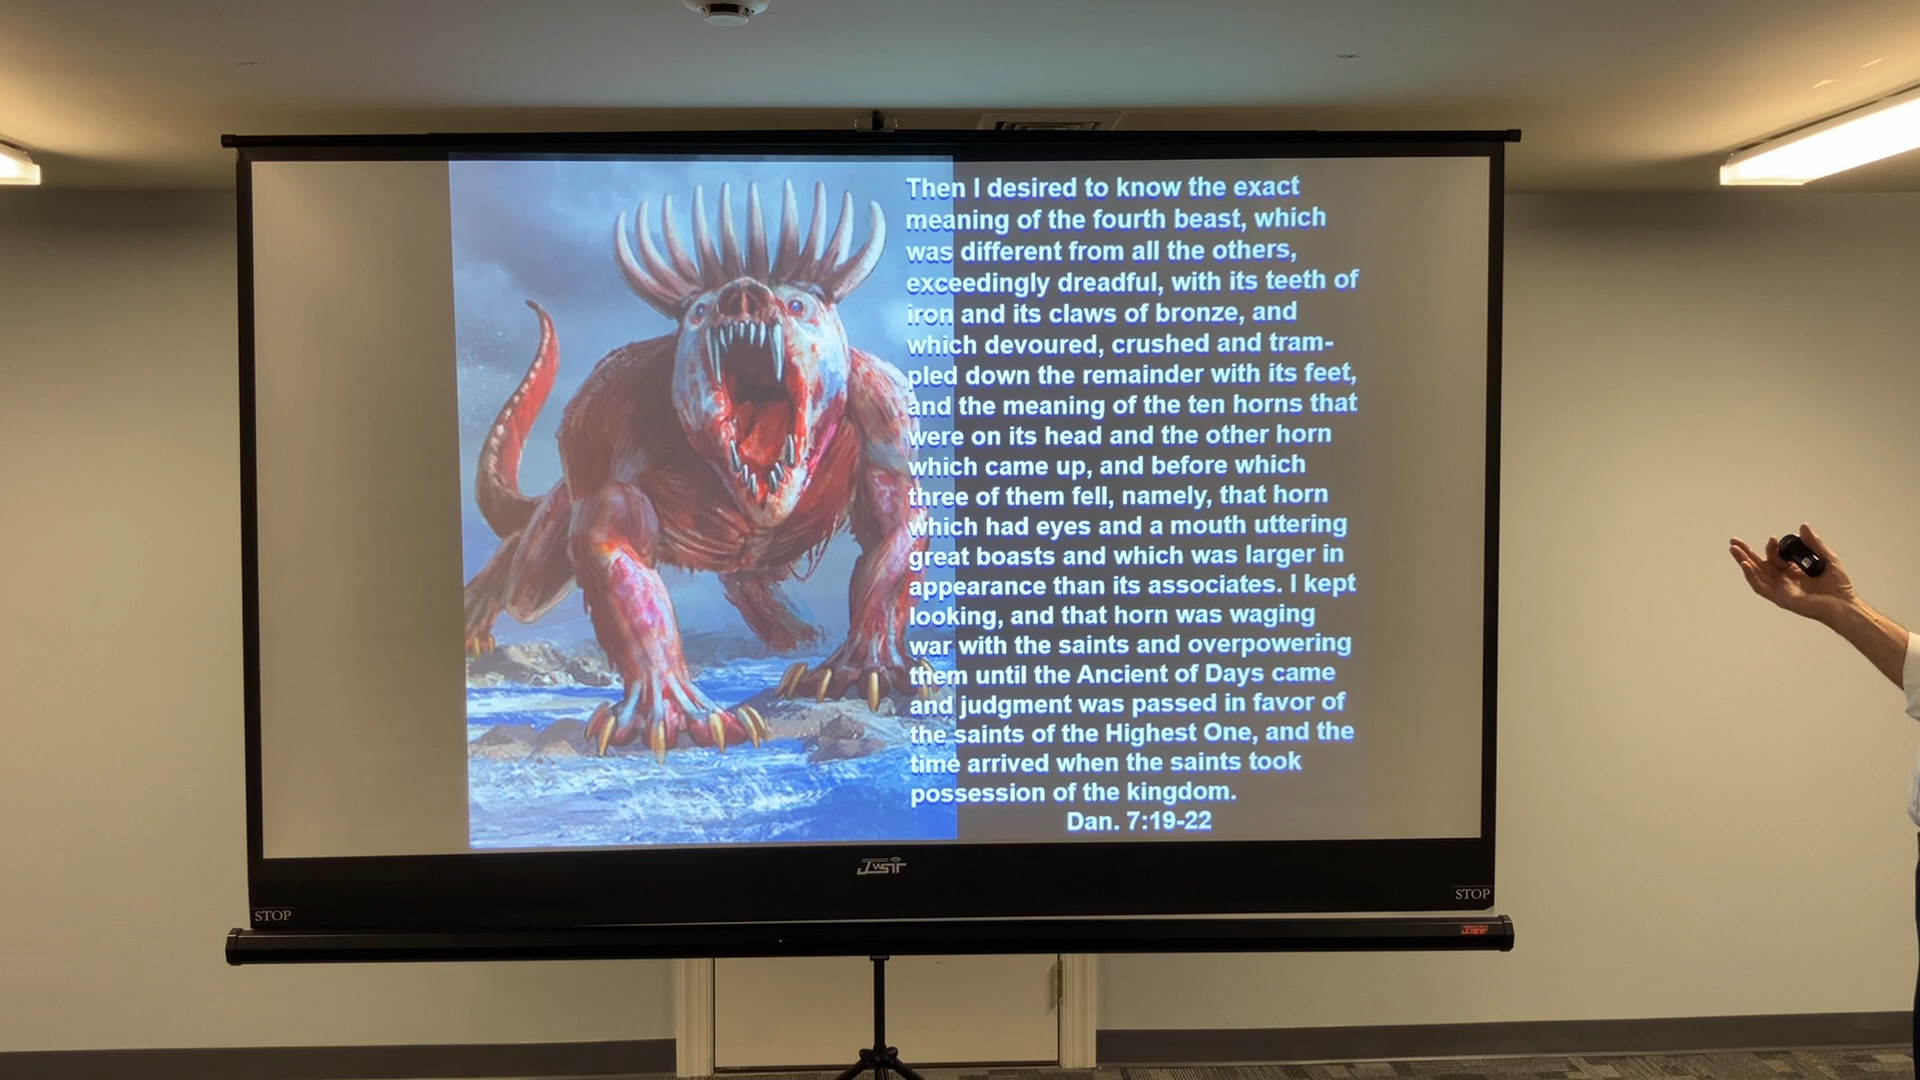 Then I desired to know the exact
meaning of the fourth beast, which
was different from all the others,
exceedingly dreadful, with its teeth of
iron and its claws of bronze, and
which devoured, crushed and tram-
pled down the remainder with its feet,
and the meaning of the ten horns that
were on its head and the other horn
which came up, and before which
three of them fell, namely, that horn
which had eyes and a mouth uttering
great boasts and which was larger in
appearance than its associates. I kept
looking, and that horn was waging
war with the saints and overpowering
them until the Ancient of Days came
and judgment was passed in favor of
the saints of the Highest One, and the
time arrived when the saints took
possession of the kingdom.
Dan. 7:19-22
JWSIT
STOP
STOP
JWSIT